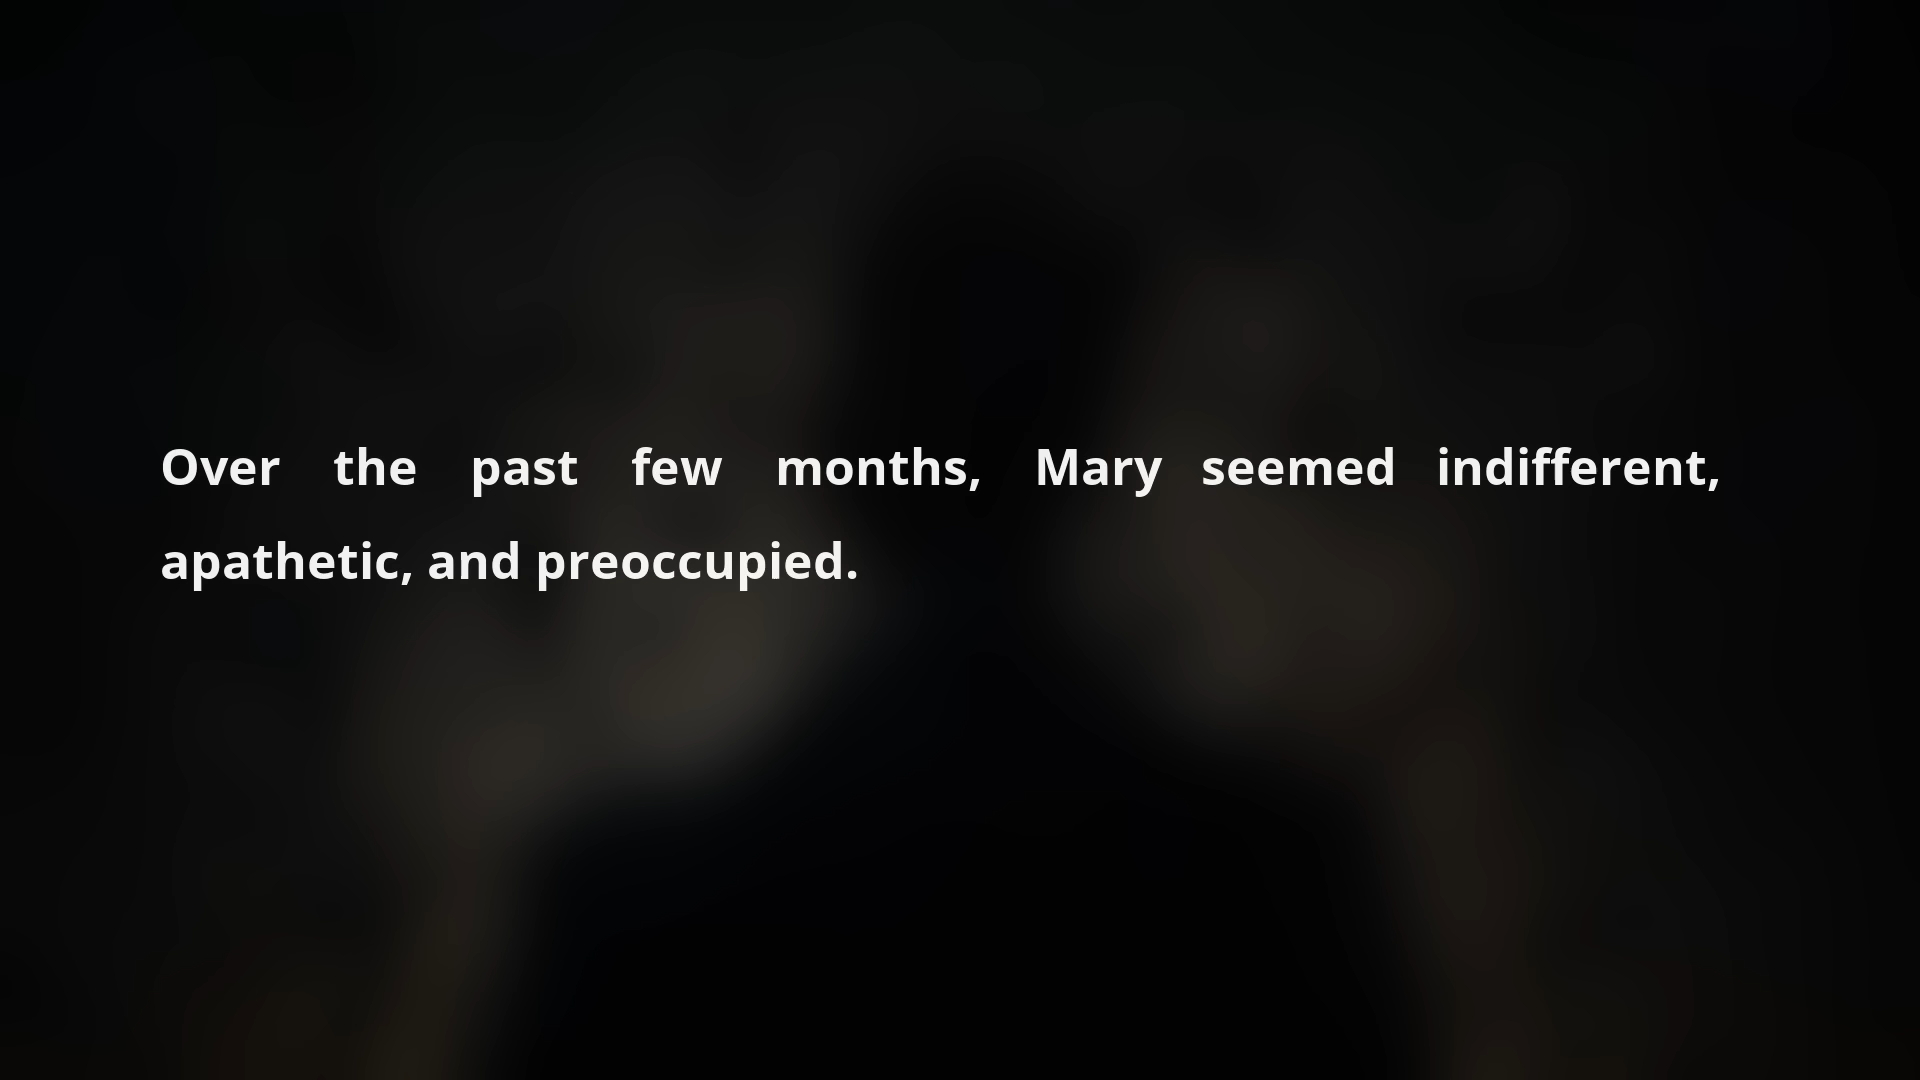 Over the past few months, Mary seemed indifferent,
apathetic, and preoccupied.